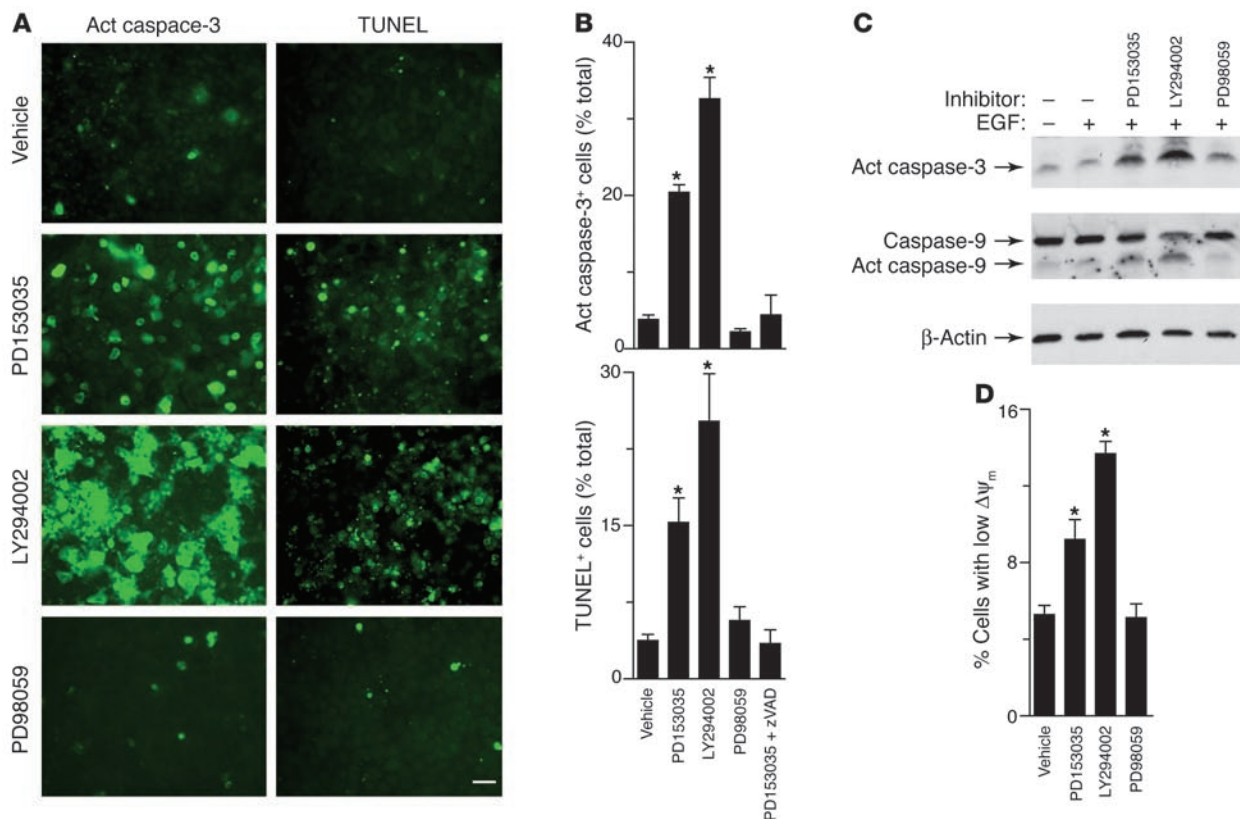 A
Act caspace-3
TUNEL
Vehicle
PD153035
LY294002
PD98059
B
Act caspase-3⁺ cells (% total)
40
20
0
*
*
TUNEL⁺ cells (% total)
30
15
0
*
*
Vehicle
PD153035
LY294002
PD98059
PD153035 + zVAD
C
PD153035
LY294002
PD98059
Inhibitor: – –
EGF: – + + + +
Act caspase-3
Caspase-9
Act caspase-9
β-Actin
D
% Cells with low ΔΨm
16
8
0
*
*
Vehicle
PD153035
LY294002
PD98059